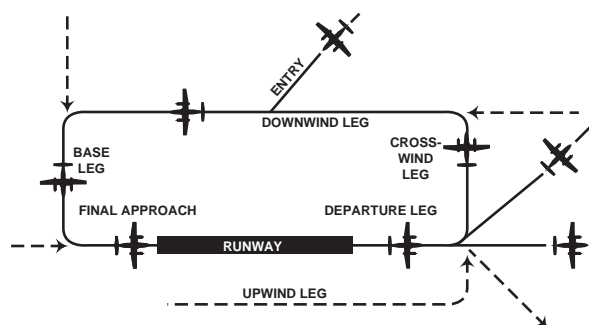 ENTRY
DOWNWIND LEG
BASE
LEG
CROSS-
WIND
LEG
FINAL APPROACH
DEPARTURE LEG
RUNWAY
UPWIND LEG